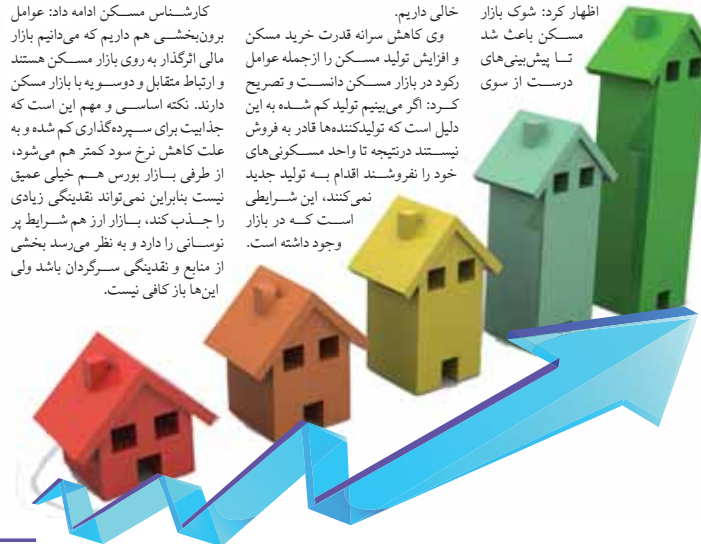 اظهار کرد: شوک بازار
مسکن باعث شد
تا پیش‌بینی‌های
درست از سوی
خالی داریم.
وی کاهش سرانه قدرت خرید مسکن
و افزایش تولید مسکن را ازجمله عوامل
رکود در بازار مسکن دانست و تصریح
کرد: اگر می‌بینیم تولید کم شده به این
دلیل است که تولیدکننده‌ها قادر به فروش
نیستند درنتیجه تا واحد مسکونی‌های
خود را نفروشند اقدام به تولید جدید
نمی‌کنند، این شرایطی
است که در بازار
وجود داشته است.
کارشناس مسکن ادامه داد: عوامل
برون‌بخشی هم داریم که می‌دانیم بازار
مالی اثرگذار به روی بازار مسکن هستند
و ارتباط متقابل و دوسویه با بازار مسکن
دارند. نکته اساسی و مهم این است که
جذابیت برای سپرده‌گذاری کم شده و به
علت کاهش نرخ سود کمتر هم می‌شود،
از طرفی بازار بورس هم خیلی عمیق
نیست بنابراین نمی‌تواند نقدینگی زیادی
را جذب کند، بازار ارز هم شرایط پر
نوسانی را دارد و به نظر می‌رسد بخشی
از منابع و نقدینگی سرگردان باشد ولی
این‌ها باز کافی نیست.